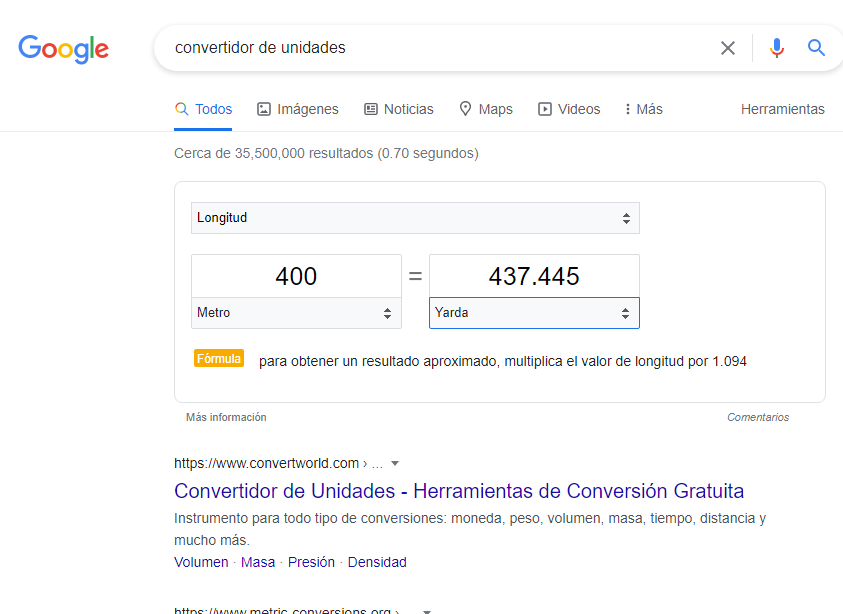 Google
convertidor de unidades
Todos Imágenes Noticias Maps Videos Más Herramientas
Cerca de 35,500,000 resultados (0.70 segundos)
Longitud
400 = 437.445
Metro Yarda
Fórmula para obtener un resultado aproximado, multiplica el valor de longitud por 1.094
Más información Comentarios
https://www.convertworld.com › ...
Convertidor de Unidades - Herramientas de Conversión Gratuita
Instrumento para todo tipo de conversiones: moneda, peso, volumen, masa, tiempo, distancia y
mucho más.
Volumen · Masa · Presión · Densidad
https://www.metric-conversions.org ›